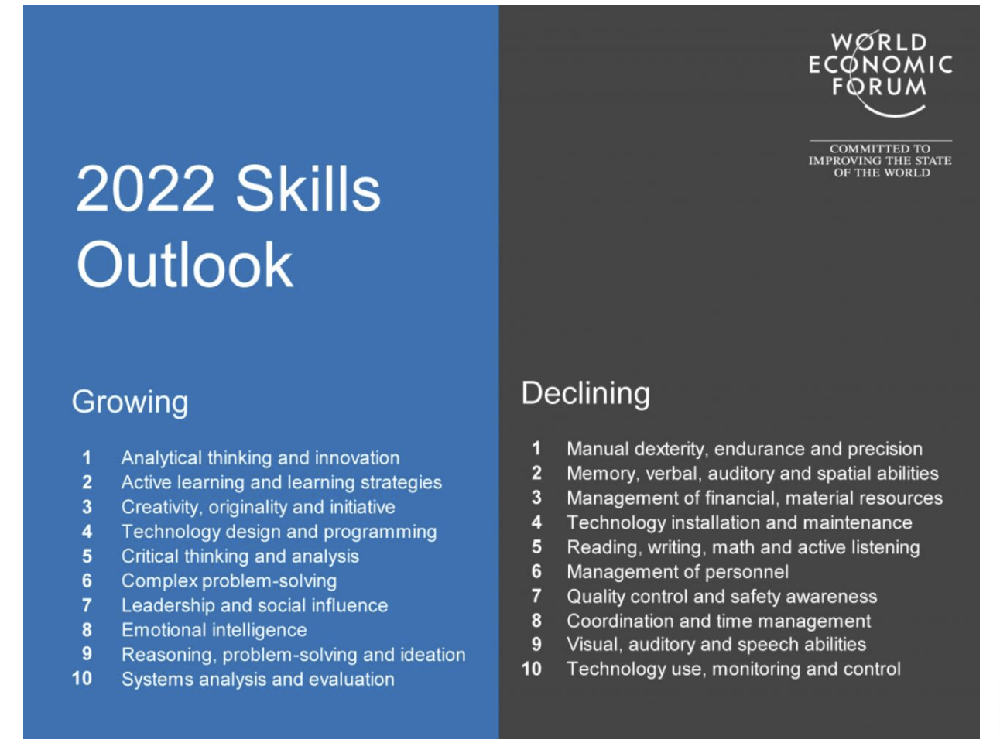 WORLD
ECONOMIC
FORUM
COMMITTED TO
IMPROVING THE STATE
OF THE WORLD
2022 Skills
Outlook
Growing
1 Analytical thinking and innovation
2 Active learning and learning strategies
3 Creativity, originality and initiative
4 Technology design and programming
5 Critical thinking and analysis
6 Complex problem-solving
7 Leadership and social influence
8 Emotional intelligence
9 Reasoning, problem-solving and ideation
10 Systems analysis and evaluation
Declining
1 Manual dexterity, endurance and precision
2 Memory, verbal, auditory and spatial abilities
3 Management of financial, material resources
4 Technology installation and maintenance
5 Reading, writing, math and active listening
6 Management of personnel
7 Quality control and safety awareness
8 Coordination and time management
9 Visual, auditory and speech abilities
10 Technology use, monitoring and control